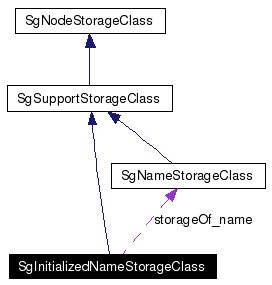 SgNodeStorageClass
SgSupportStorageClass
SgNameStorageClass
storageOf_name
SgInitializedNameStorageClass